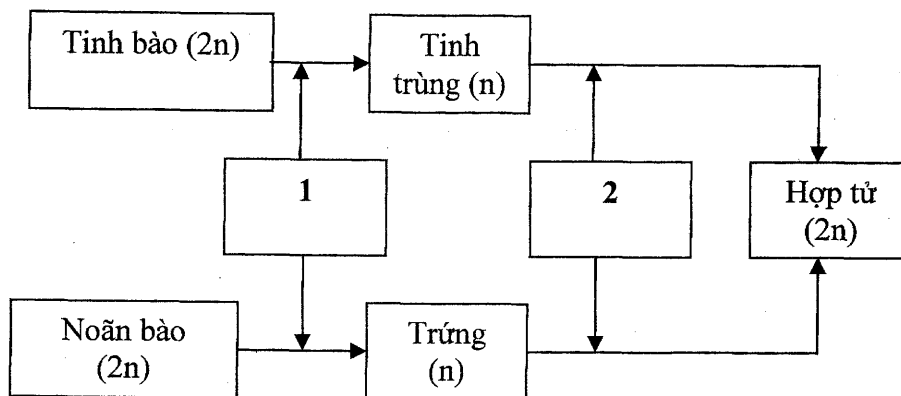 Tinh bào (2n)
Tinh
trùng (n)
1
2
Hợp tử
(2n)
Noãn bào
(2n)
Trứng
(n)